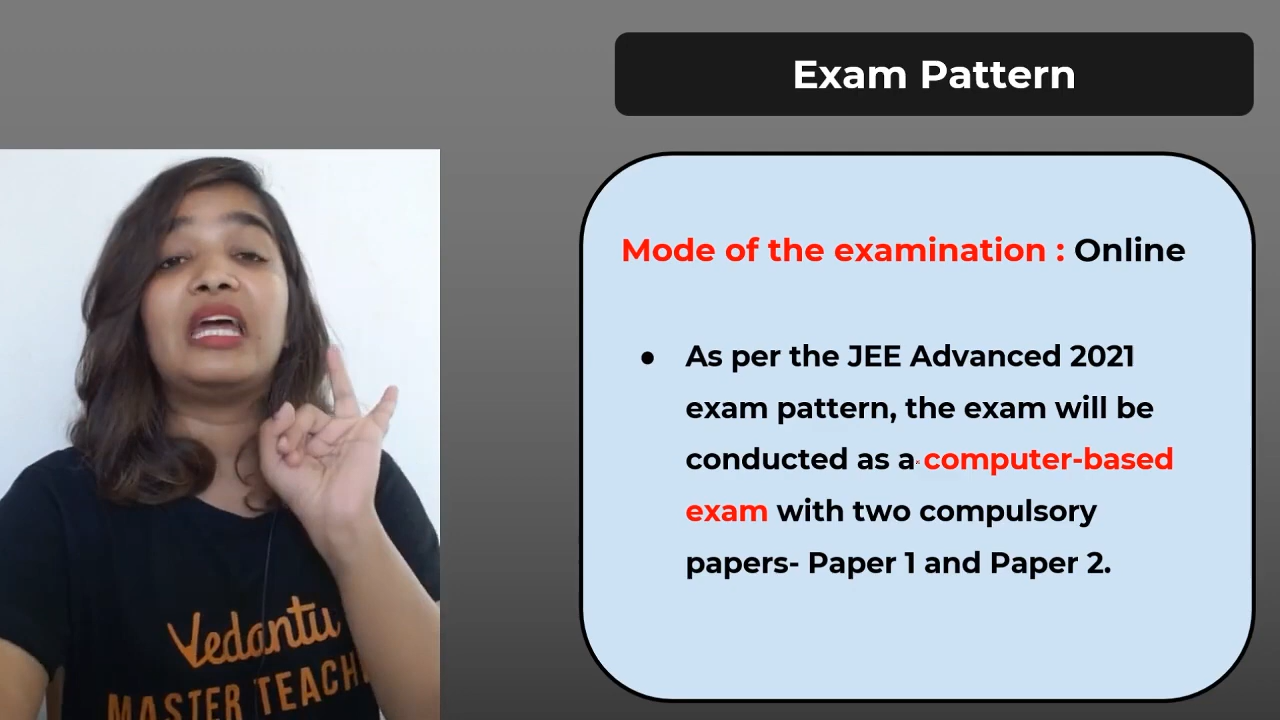 Exam Pattern
Mode of the examination : Online
● As per the JEE Advanced 2021
exam pattern, the exam will be
conducted as a computer-based
exam with two compulsory
papers- Paper 1 and Paper 2.
Vedantu
MASTER TEACH